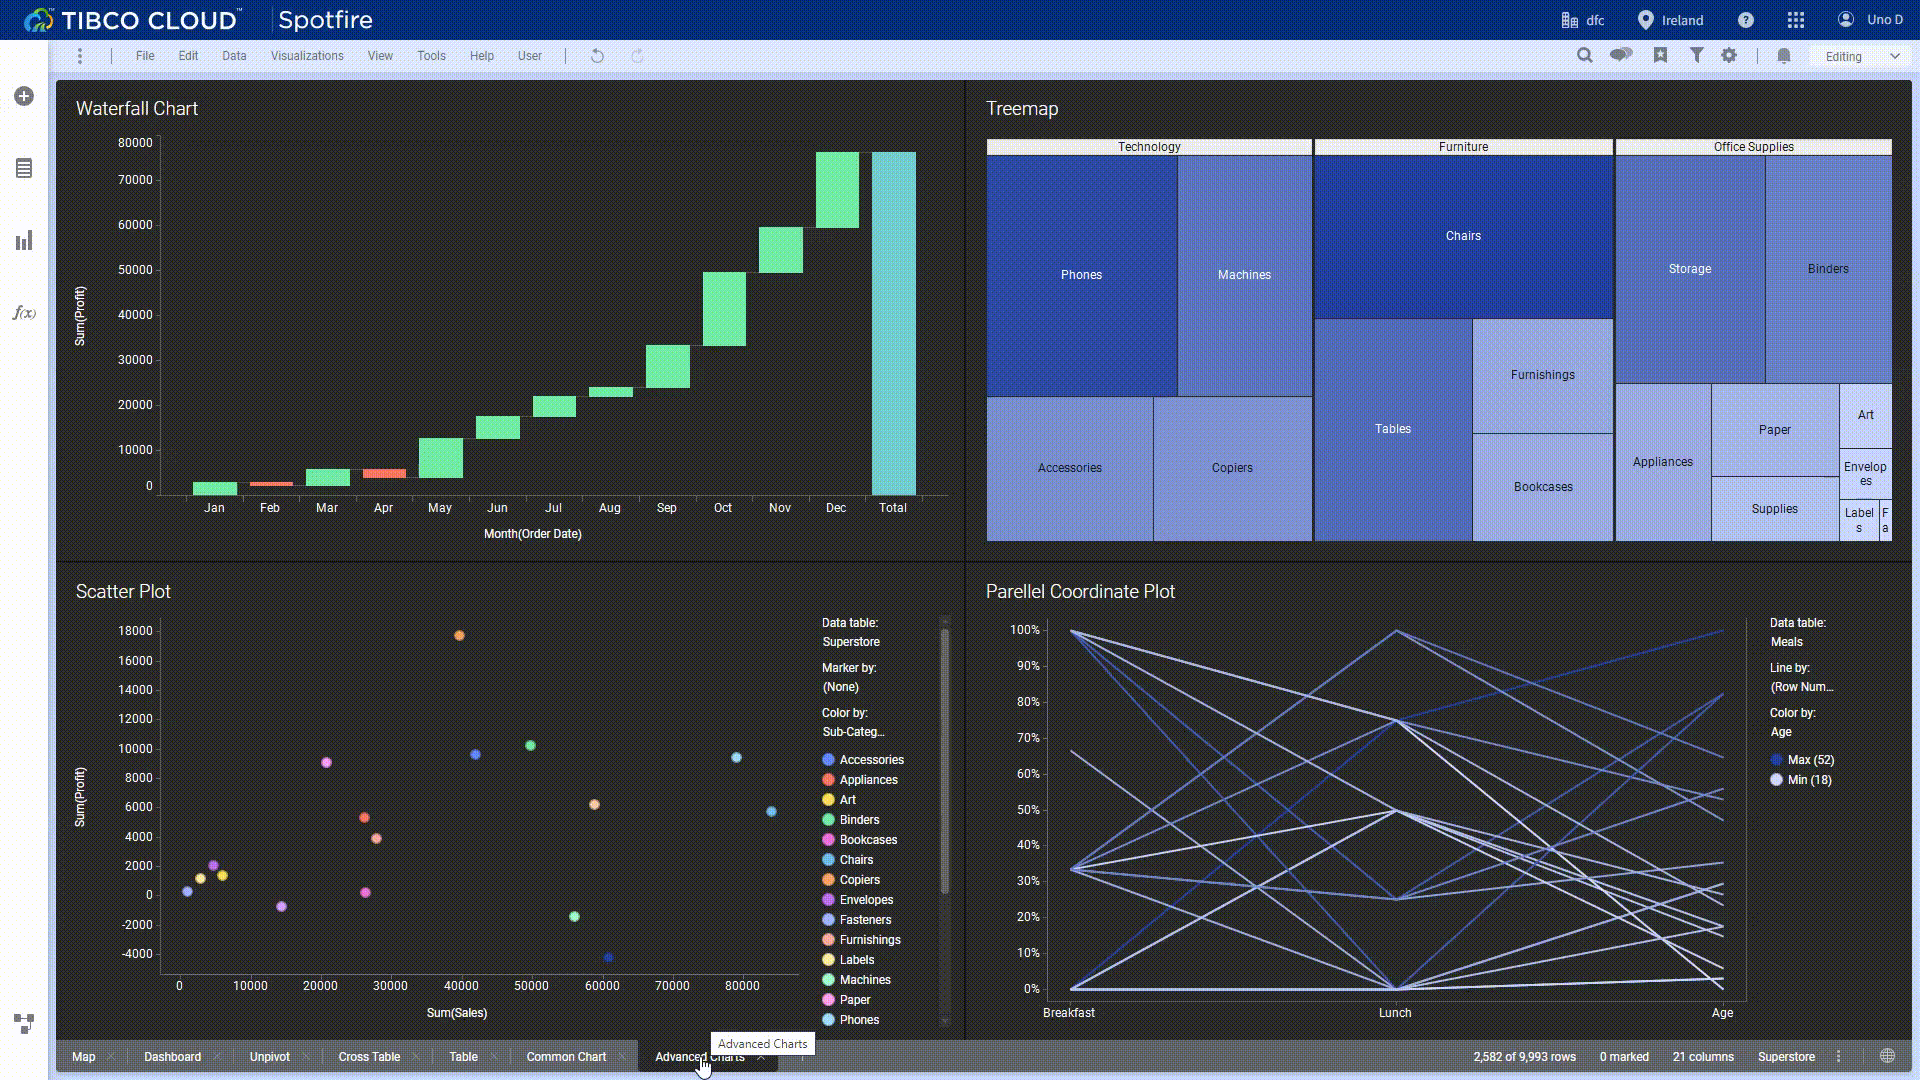 TIBCO CLOUD™ Spotfire
dfc Ireland ? Uno D
File Edit Data Visualizations View Tools Help User
Editing
f(x)
Waterfall Chart
80000
70000
60000
50000
40000
30000
20000
10000
0
Sum(Profit)
Jan Feb Mar Apr May Jun Jul Aug Sep Oct Nov Dec Total
Month(Order Date)
Treemap
Technology Furniture Office Supplies
Phones
Machines
Accessories
Copiers
Chairs
Tables
Furnishings
Bookcases
Storage
Binders
Appliances
Paper
Supplies
Art
Envelop
es
Label
s
F
a
Scatter Plot
18000
16000
14000
12000
10000
8000
6000
4000
2000
0
-2000
-4000
Sum(Profit)
0 10000 20000 30000 40000 50000 60000 70000 80000
Sum(Sales)
Data table:
Superstore
Marker by:
(None)
Color by:
Sub-Categ...
Accessories
Appliances
Art
Binders
Bookcases
Chairs
Copiers
Envelopes
Fasteners
Furnishings
Labels
Machines
Paper
Phones
Parellel Coordinate Plot
100%
90%
80%
70%
60%
50%
40%
30%
20%
10%
0%
Breakfast Lunch Age
Data table:
Meals
Line by:
(Row Num...
Color by:
Age
Max (52)
Min (18)
Advanced Charts
Map Dashboard Unpivot Cross Table Table Common Chart Advanced Charts
2,582 of 9,993 rows 0 marked 21 columns Superstore